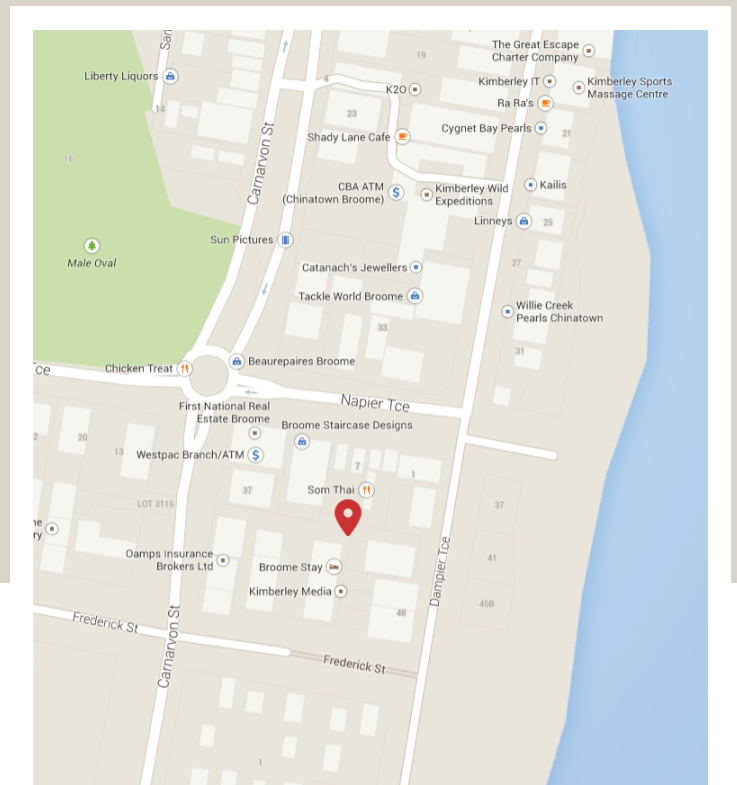 San
The Great Escape
Charter Company
19
Liberty Liquors
4
K2O
Kimberley IT
Kimberley Sports
Massage Centre
Ra Ra's
14
23
Shady Lane Cafe
Cygnet Bay Pearls
21
16
Carnarvon St
CBA ATM
(Chinatown Broome)
Kimberley Wild
Expeditions
Kailis
Linneys
25
Sun Pictures
Male Oval
Catanach's Jewellers
27
Tackle World Broome
Willie Creek
Pearls Chinatown
33
31
Chicken Treat
Beaurepaires Broome
Tce
Napier Tce
First National Real
Estate Broome
Broome Staircase Designs
2
20
13
Westpac Branch/ATM
7
1
Som Thai
37
LOT 3116
37
ne
ry
Oamps Insurance
Brokers Ltd
Broome Stay
Dampier Tce
41
Kimberley Media
48
45B
Frederick St
Carnarvon St
Frederick St
1